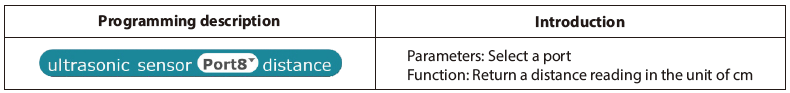 Programming description
Introduction
ultrasonic sensor Port8 distance
Parameters: Select a port
Function: Return a distance reading in the unit of cm